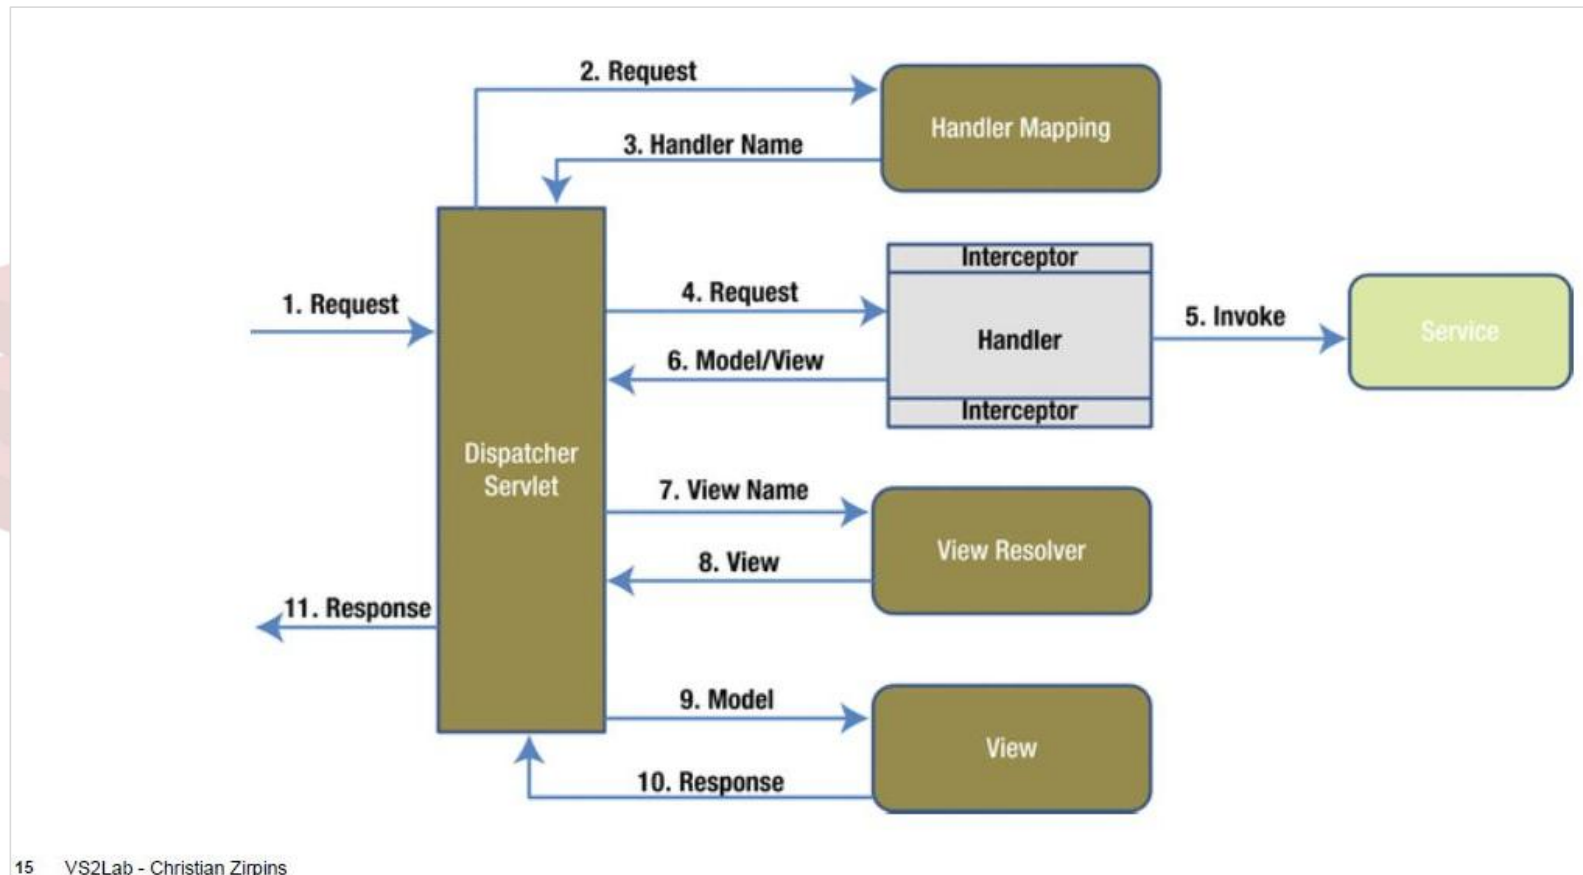 2. Request
Handler Mapping
3. Handler Name
Interceptor
4. Request
1. Request
5. Invoke
Service
Handler
6. Model/View
Interceptor
Dispatcher
Servlet
7. View Name
View Resolver
8. View
11. Response
9. Model
View
10. Response
15 VS2Lab - Christian Zirpins